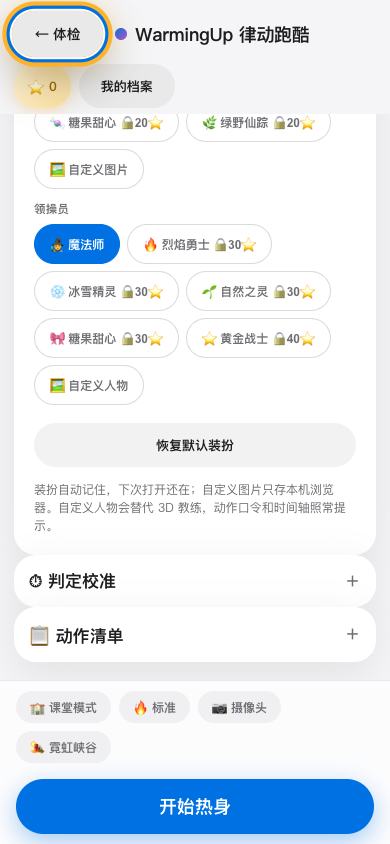 ← 体检
WarmingUp 律动跑酷
⭐ 0
我的档案
🍬 糖果甜心 🔒20⭐
🌿 绿野仙踪 🔒20⭐
🖼️ 自定义图片
领操员
🧙 魔法师
🔥 烈焰勇士 🔒30⭐
❄️ 冰雪精灵 🔒30⭐
🌱 自然之灵 🔒30⭐
🎀 糖果甜心 🔒30⭐
⭐ 黄金战士 🔒40⭐
🖼️ 自定义人物
恢复默认装扮
装扮自动记住，下次打开还在；自定义图片只存本机浏览
器。自定义人物会替代 3D 教练，动作口令和时间轴照常提
示。
⏱ 判定校准 +
📋 动作清单 +
🏫 课堂模式
🔥 标准
📷 摄像头
霓虹峡谷
开始热身